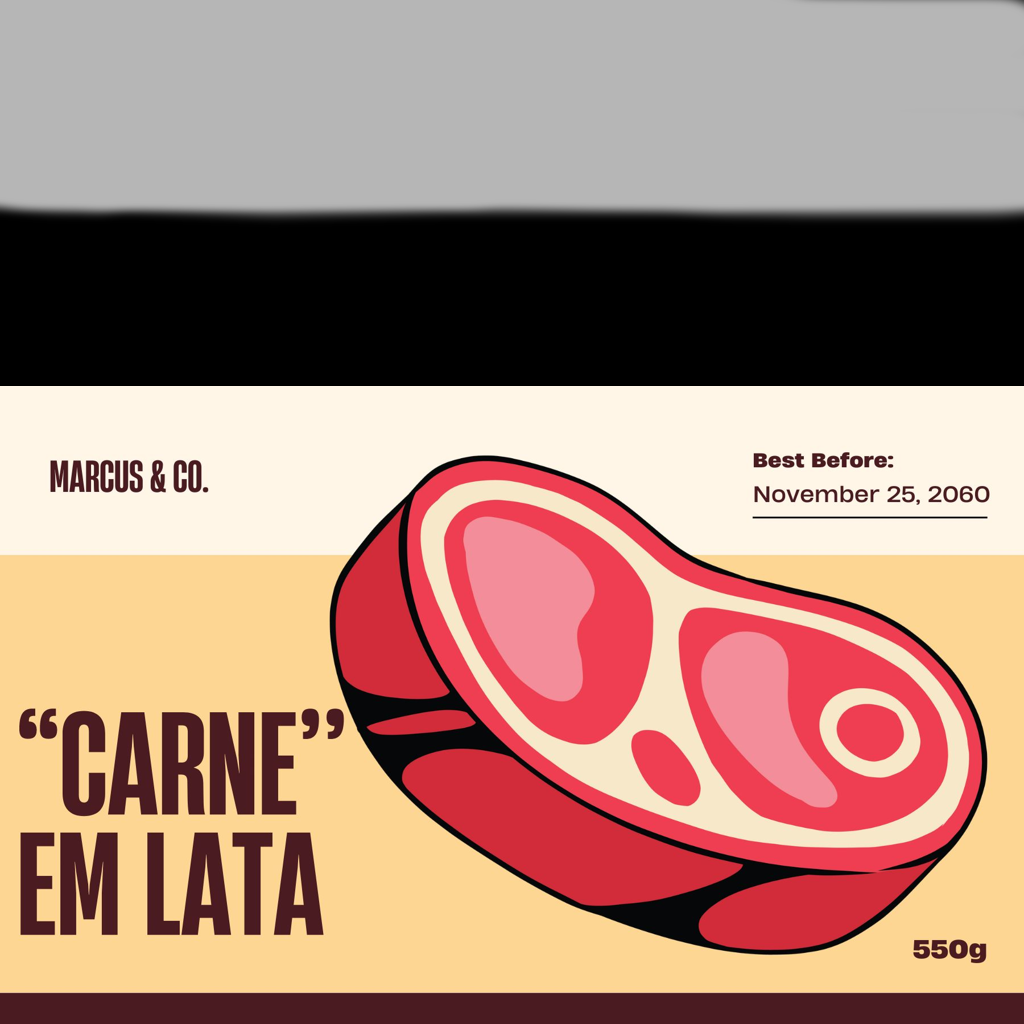 MARCUS & CO.
Best Before:
November 25, 2060
“CARNE”
EM LATA
550g